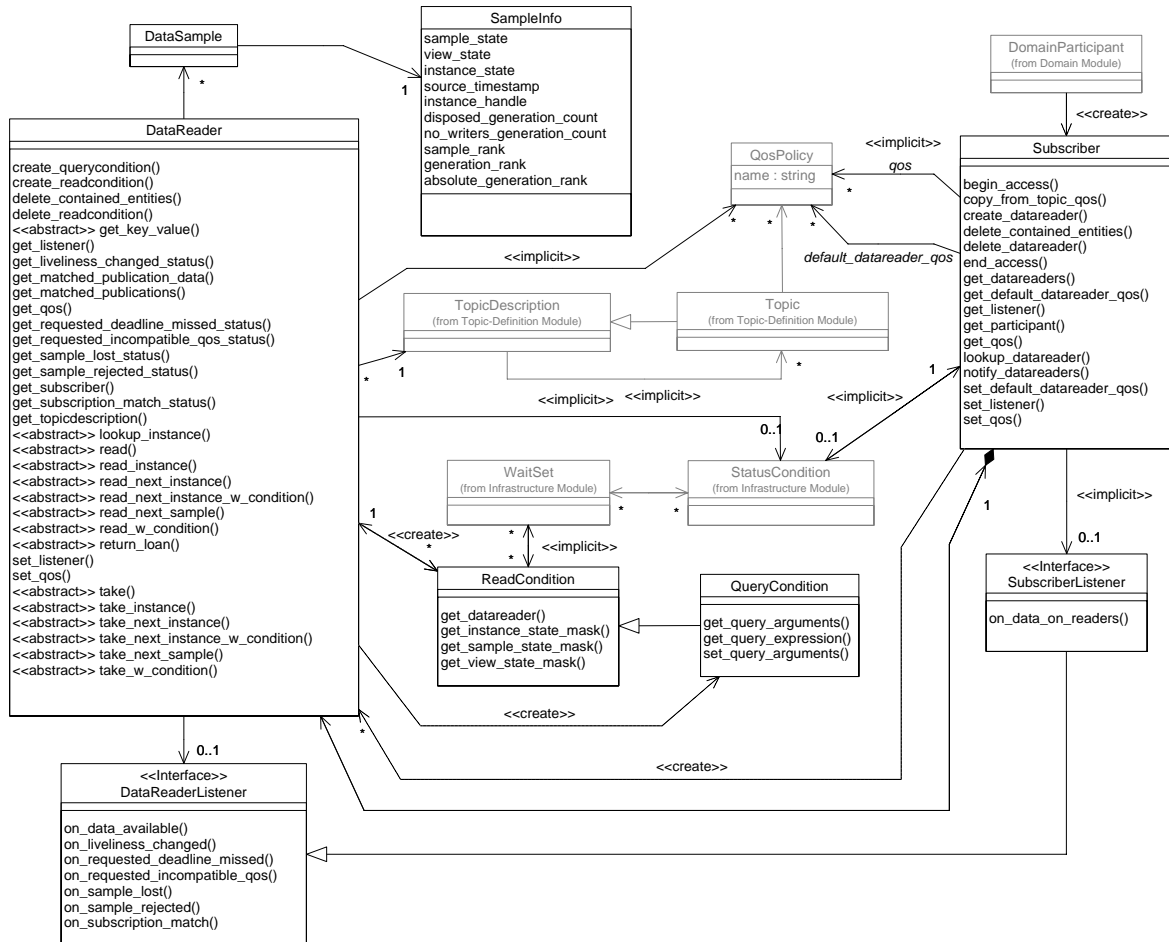 DataSample
*
SampleInfo
sample_state
view_state
instance_state
source_timestamp
instance_handle
disposed_generation_count
no_writers_generation_count
sample_rank
generation_rank
absolute_generation_rank
1
DomainParticipant
(from Domain Module)
<<create>>
DataReader
create_querycondition()
create_readcondition()
delete_contained_entities()
delete_readcondition()
<<abstract>> get_key_value()
get_listener()
get_liveliness_changed_status()
get_matched_publication_data()
get_matched_publications()
get_qos()
get_requested_deadline_missed_status()
get_requested_incompatible_qos_status()
get_sample_lost_status()
get_sample_rejected_status()
get_subscriber()
get_subscription_match_status()
get_topicdescription()
<<abstract>> lookup_instance()
<<abstract>> read()
<<abstract>> read_instance()
<<abstract>> read_next_instance()
<<abstract>> read_next_instance_w_condition()
<<abstract>> read_next_sample()
<<abstract>> read_w_condition()
<<abstract>> return_loan()
set_listener()
set_qos()
<<abstract>> take()
<<abstract>> take_instance()
<<abstract>> take_next_instance()
<<abstract>> take_next_instance_w_condition()
<<abstract>> take_next_sample()
<<abstract>> take_w_condition()
QosPolicy
name : string
<<implicit>>
qos
*
*
*
*
default_datareader_qos
<<implicit>>
Subscriber
begin_access()
copy_from_topic_qos()
create_datareader()
delete_contained_entities()
delete_datareader()
end_access()
get_datareaders()
get_default_datareader_qos()
get_listener()
get_participant()
get_qos()
lookup_datareader()
notify_datareaders()
set_default_datareader_qos()
set_listener()
set_qos()
TopicDescription
(from Topic-Definition Module)
Topic
(from Topic-Definition Module)
*
1
*
1
<<implicit>>
<<implicit>>
0..1
0..1
WaitSet
(from Infrastructure Module)
StatusCondition
(from Infrastructure Module)
*
*
1
<<create>>
*
*
*
<<implicit>>
1
<<implicit>>
0..1
ReadCondition
get_datareader()
get_instance_state_mask()
get_sample_state_mask()
get_view_state_mask()
QueryCondition
get_query_arguments()
get_query_expression()
set_query_arguments()
<<Interface>>
SubscriberListener
on_data_on_readers()
<<create>>
*
<<create>>
0..1
<<Interface>>
DataReaderListener
on_data_available()
on_liveliness_changed()
on_requested_deadline_missed()
on_requested_incompatible_qos()
on_sample_lost()
on_sample_rejected()
on_subscription_match()